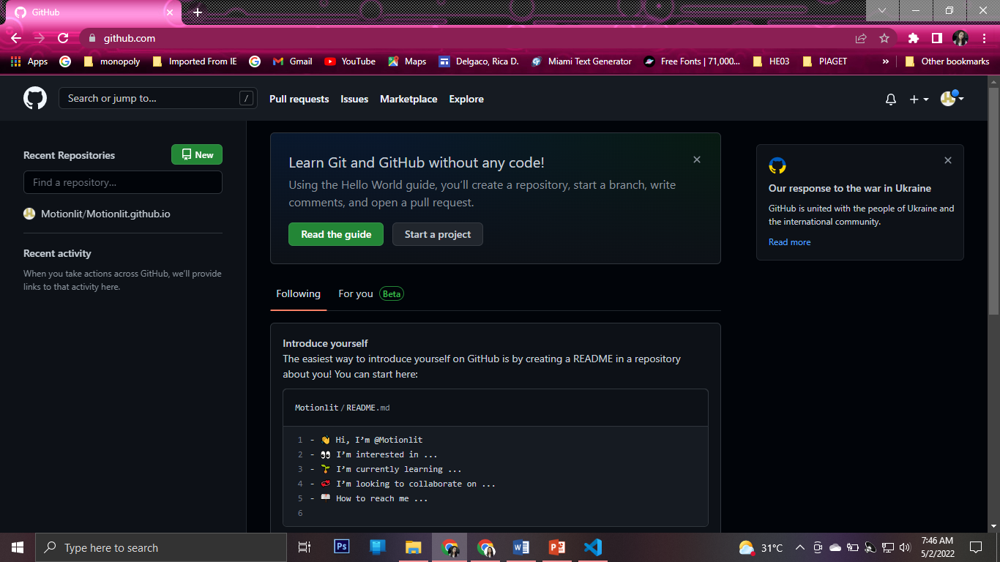 GitHub
github.com
Apps
monopoly
Imported From IE
Gmail
YouTube
Maps
Delgaco, Rica D.
Miami Text Generator
Free Fonts | 71,000...
HE03
PIAGET
»
Other bookmarks
Search or jump to...
/
Pull requests
Issues
Marketplace
Explore
Recent Repositories
New
Find a repository...
Motionlit/Motionlit.github.io
Recent activity
When you take actions across GitHub, we’ll provide
links to that activity here.
Learn Git and GitHub without any code!
Using the Hello World guide, you’ll create a repository, start a branch, write
comments, and open a pull request.
Read the guide
Start a project
Following
For you
Beta
Introduce yourself
The easiest way to introduce yourself on GitHub is by creating a README in a repository
about you! You can start here:
Motionlit/README.md
1 - 👋 Hi, I’m @Motionlit
2 - 👀 I’m interested in ...
3 - 🌱 I’m currently learning ...
4 - 💞️ I’m looking to collaborate on ...
5 - 📫 How to reach me ...
6
Our response to the war in Ukraine
GitHub is united with the people of Ukraine and
the international community.
Read more
Type here to search
Ps
31°C
7:46 AM
5/2/2022